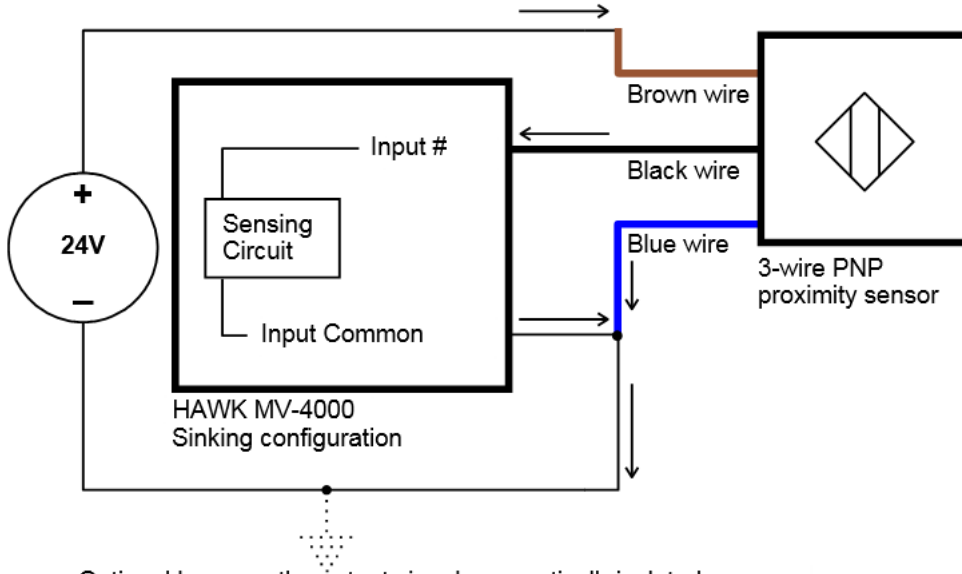 Brown wire
Input #
Black wire
+
24V
−
Sensing
Circuit
Blue wire
3-wire PNP
proximity sensor
Input Common
HAWK MV-4000
Sinking configuration